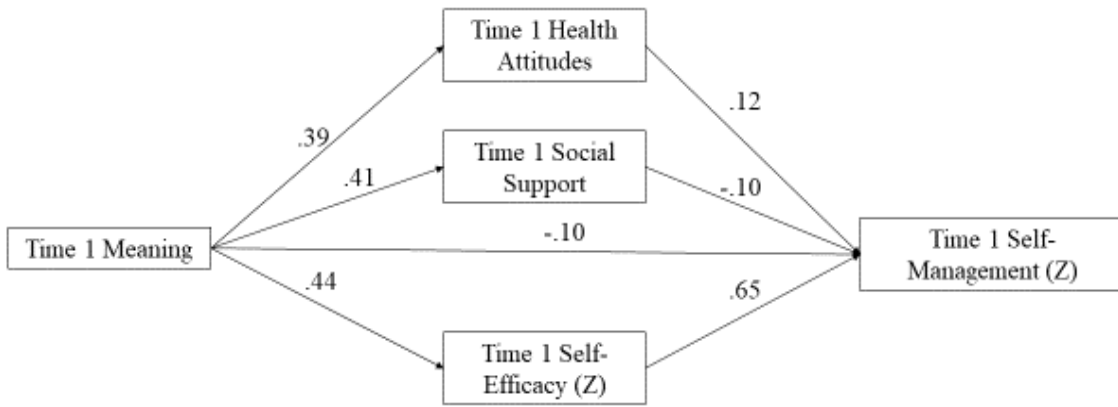 Time 1 Health
Attitudes
.39
.12
Time 1 Social
Support
.41
-.10
Time 1 Meaning
-.10
Time 1 Self-
Management (Z)
.44
.65
Time 1 Self-
Efficacy (Z)